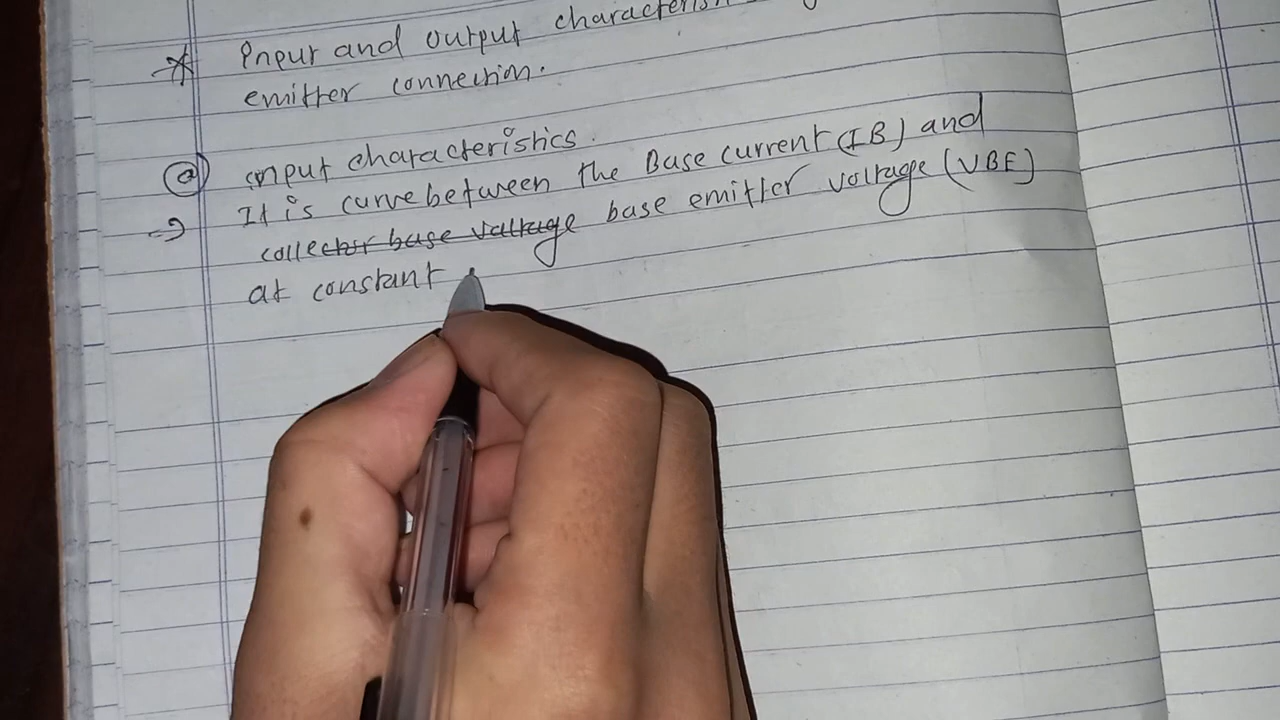 * Input and output characteris
emitter connection.
(a) input characteristics.
=> It is curve between the Base current (IB) and
collector base valtage base emitter voltage (VBE)
at constant